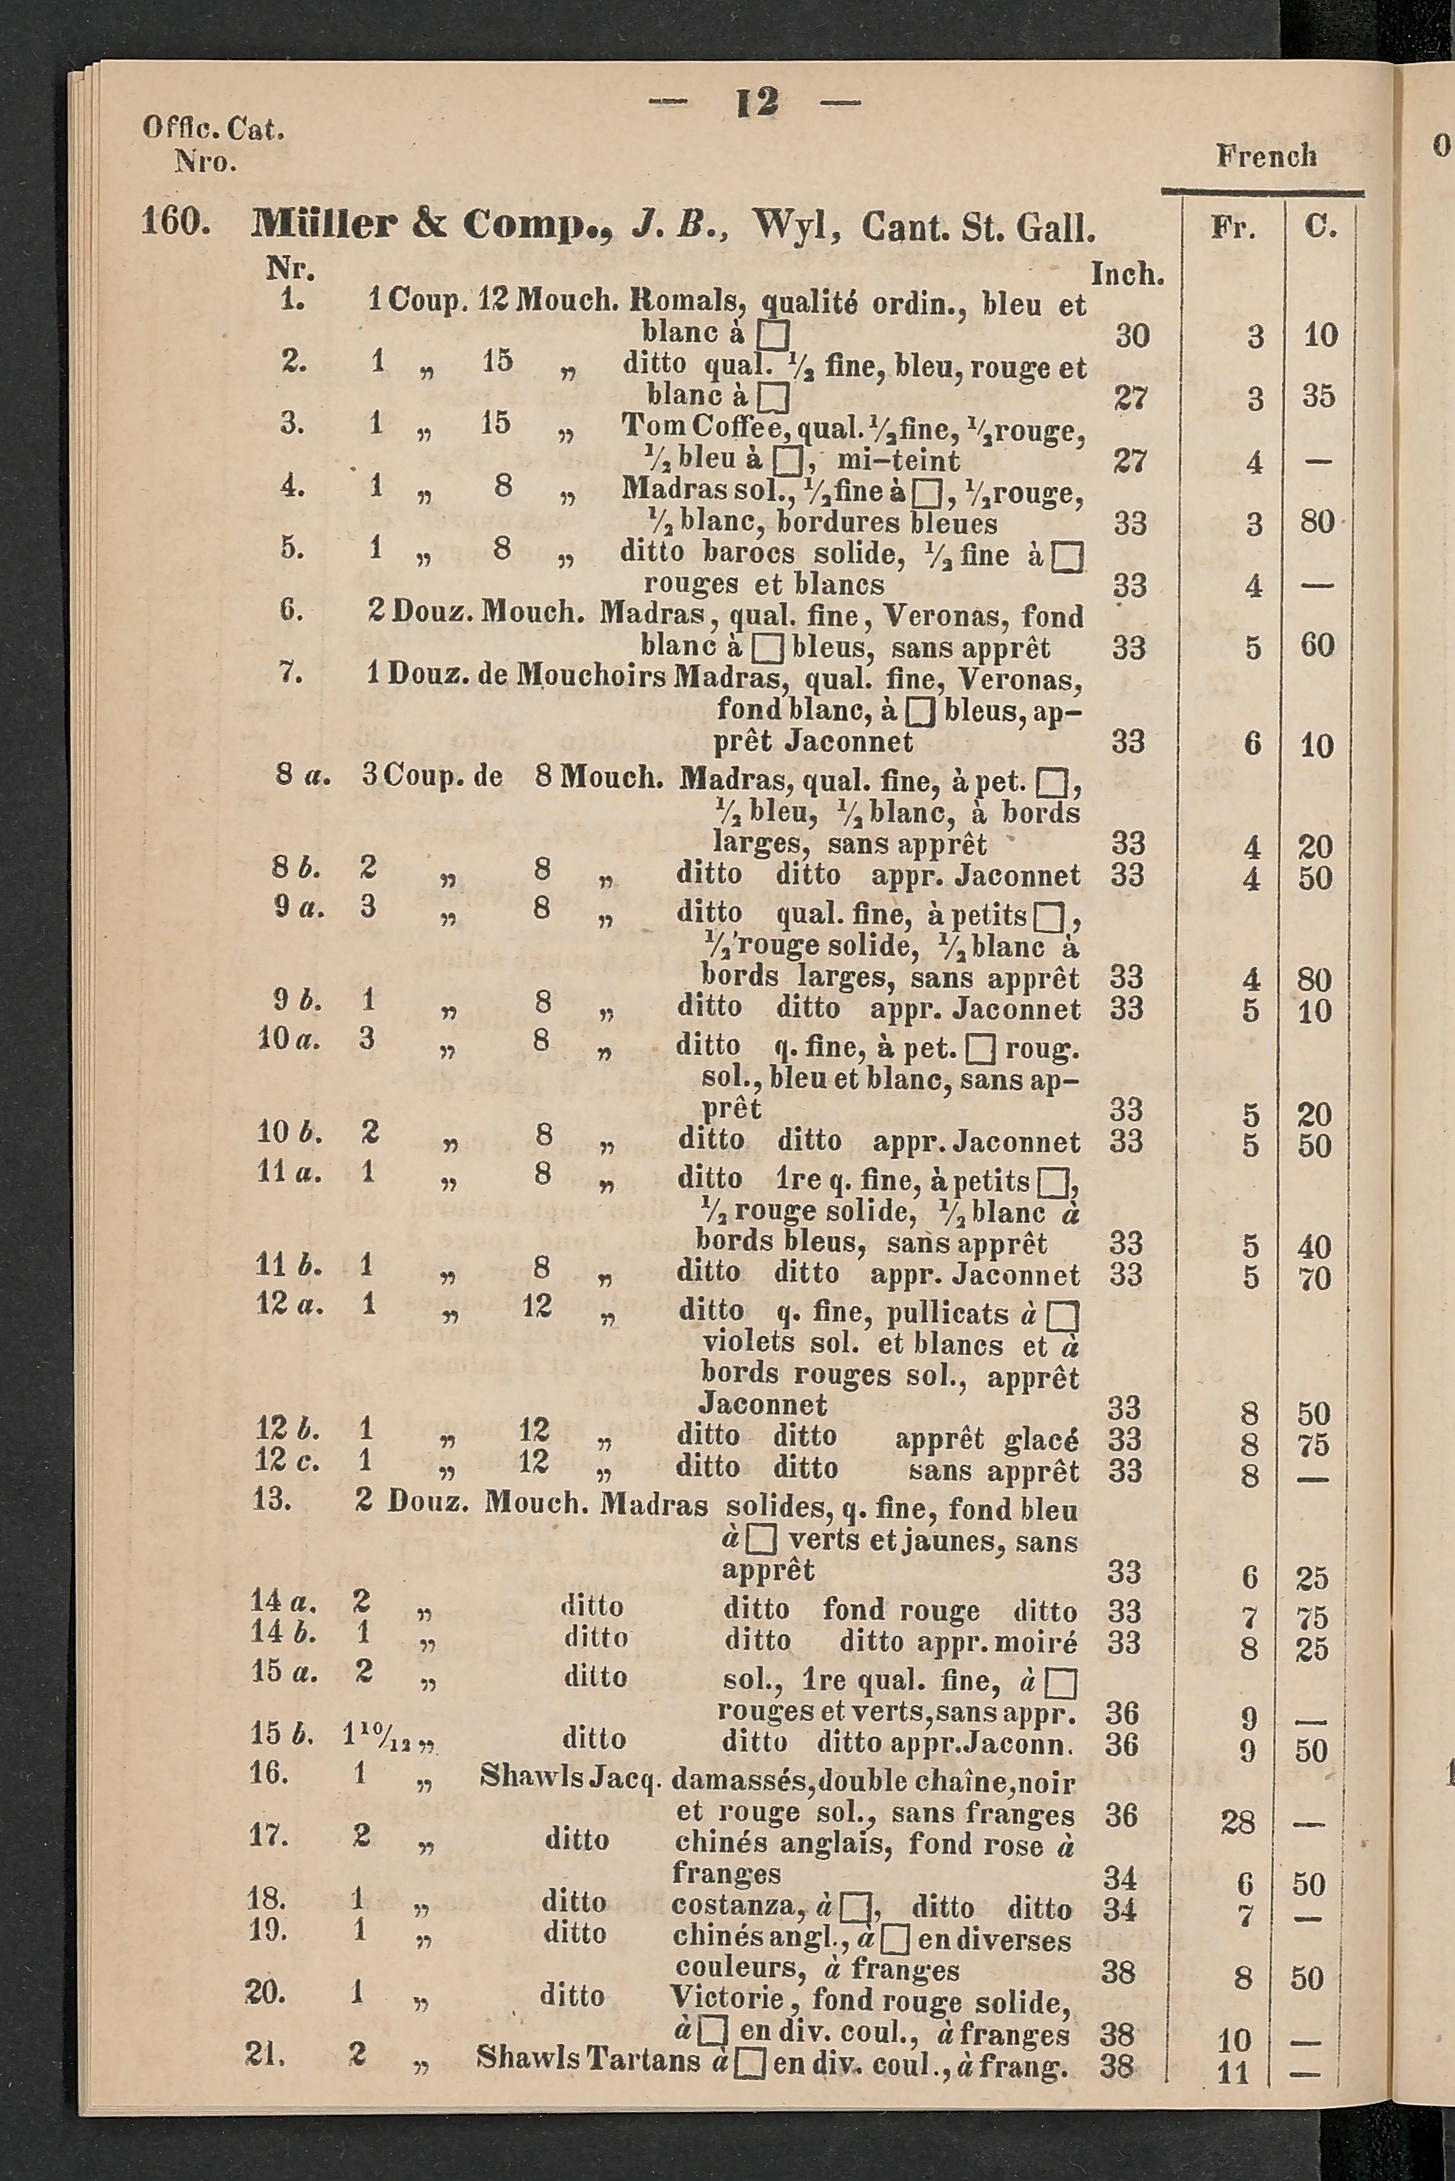 — 12 —
Offic. Cat.
Nro.
French
160. Müller & Comp., J. B., Wyl, Cant. St. Gall. Fr. C.
Nr. Inch.
1. 1 Coup. 12 Mouch. Romals, qualité ordin., bleu et
blanc à □ 30 3 10
2. 1 „ 15 „ ditto qual. ½ fine, bleu, rouge et
blanc à □ 27 3 35
3. 1 „ 15 „ Tom Coffee, qual. ½ fine, ½ rouge,
½ bleu à □, mi-teint 27 4 —
4. 1 „ 8 „ Madras sol., ½ fine à □, ½ rouge,
½ blanc, bordures bleues 33 3 80
5. 1 „ 8 „ ditto barocs solide, ½ fine à □
rouges et blancs 33 4 —
6. 2 Douz. Mouch. Madras, qual. fine, Veronas, fond
blanc à □ bleus, sans apprêt 33 5 60
7. 1 Douz. de Mouchoirs Madras, qual. fine, Veronas,
fond blanc, à □ bleus, ap-
prêt Jaconnet 33 6 10
8 a. 3 Coup. de 8 Mouch. Madras, qual. fine, à pet. □,
½ bleu, ½ blanc, à bords
larges, sans apprêt 33 4 20
8 b. 2 „ 8 „ ditto ditto appr. Jaconnet 33 4 50
9 a. 3 „ 8 „ ditto qual. fine, à petits □,
½ rouge solide, ½ blanc à
bords larges, sans apprêt 33 4 80
9 b. 1 „ 8 „ ditto ditto appr. Jaconnet 33 5 10
10 a. 3 „ 8 „ ditto q. fine, à pet. □ roug.
sol., bleu et blanc, sans ap-
prêt 33 5 20
10 b. 2 „ 8 „ ditto ditto appr. Jaconnet 33 5 50
11 a. 1 „ 8 „ ditto 1re q. fine, à petits □,
½ rouge solide, ½ blanc à
bords bleus, sans apprêt 33 5 40
11 b. 1 „ 8 „ ditto ditto appr. Jaconnet 33 5 70
12 a. 1 „ 12 „ ditto q. fine, pullicats à □
violets sol. et blancs et à
bords rouges sol., apprêt
Jaconnet 33 8 50
12 b. 1 „ 12 „ ditto ditto apprêt glacé 33 8 75
12 c. 1 „ 12 „ ditto ditto sans apprêt 33 8 —
13. 2 Douz. Mouch. Madras solides, q. fine, fond bleu
à □ verts et jaunes, sans
apprêt 33 6 25
14 a. 2 „ ditto ditto fond rouge ditto 33 7 75
14 b. 1 „ ditto ditto ditto appr. moiré 33 8 25
15 a. 2 „ ditto sol., 1re qual. fine, à □
rouges et verts, sans appr. 36 9 —
15 b. 1 10/12 „ ditto ditto ditto appr. Jaconn. 36 9 50
16. 1 „ Shawls Jacq. damassés, double chaîne, noir
et rouge sol., sans franges 36 28 —
17. 2 „ ditto chinés anglais, fond rose à
franges 34 6 50
18. 1 „ ditto costanza, à □, ditto ditto 34 7 —
19. 1 „ ditto chinés angl., à □ en diverses
couleurs, à franges 38 8 50
20. 1 „ ditto Victorie, fond rouge solide,
à □ en div. coul., à franges 38 10 —
21. 2 „ Shawls Tartans à □ en div. coul., à frang. 38 11 —